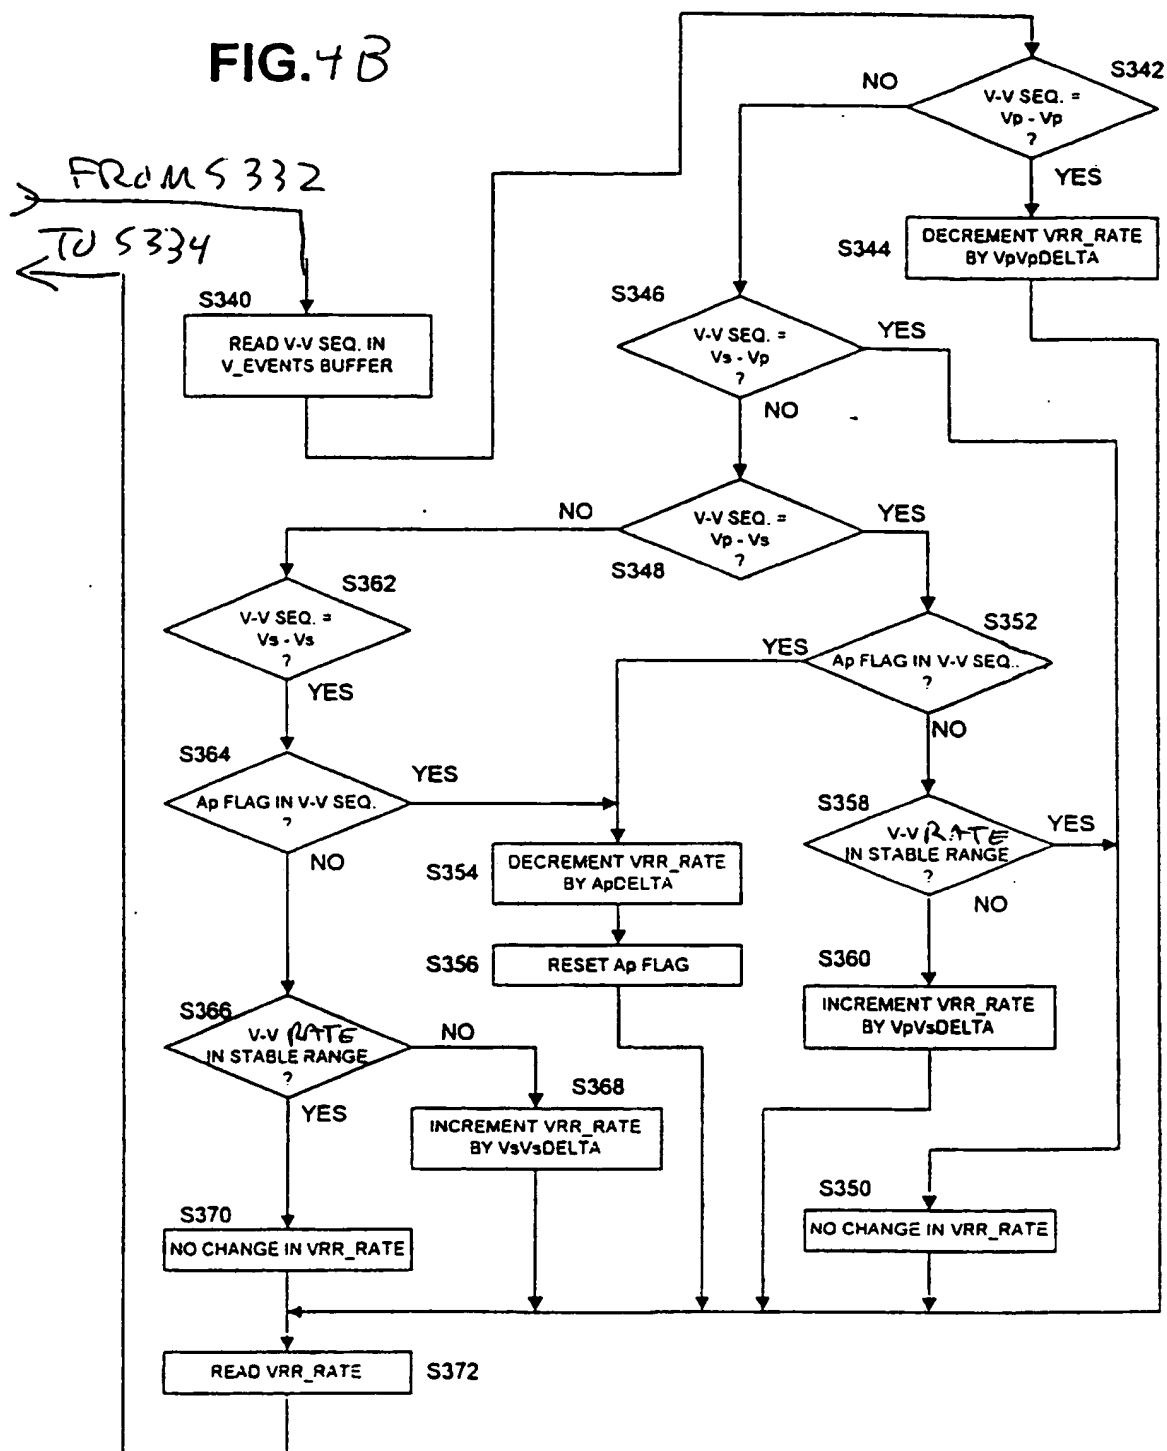 FIG. 4B
FROM S332
TO S334
S340
READ V-V SEQ. IN
V_EVENTS BUFFER
S342
V-V SEQ. =
Vp - Vp
?
NO
YES
S344
DECREMENT VRR_RATE
BY VpVpDELTA
S346
V-V SEQ. =
Vs - Vp
?
YES
NO
S348
V-V SEQ. =
Vp - Vs
?
NO
YES
S362
V-V SEQ. =
Vs - Vs
?
YES
S352
Ap FLAG IN V-V SEQ..
?
YES
NO
S364
Ap FLAG IN V-V SEQ.
?
YES
NO
S354
DECREMENT VRR_RATE
BY ApDELTA
S356
RESET Ap FLAG
S358
V-V RATE
IN STABLE RANGE
?
YES
NO
S360
INCREMENT VRR_RATE
BY VpVsDELTA
S366
V-V RATE
IN STABLE RANGE
?
NO
YES
S368
INCREMENT VRR_RATE
BY VsVsDELTA
S370
NO CHANGE IN VRR_RATE
S350
NO CHANGE IN VRR_RATE
READ VRR_RATE
S372